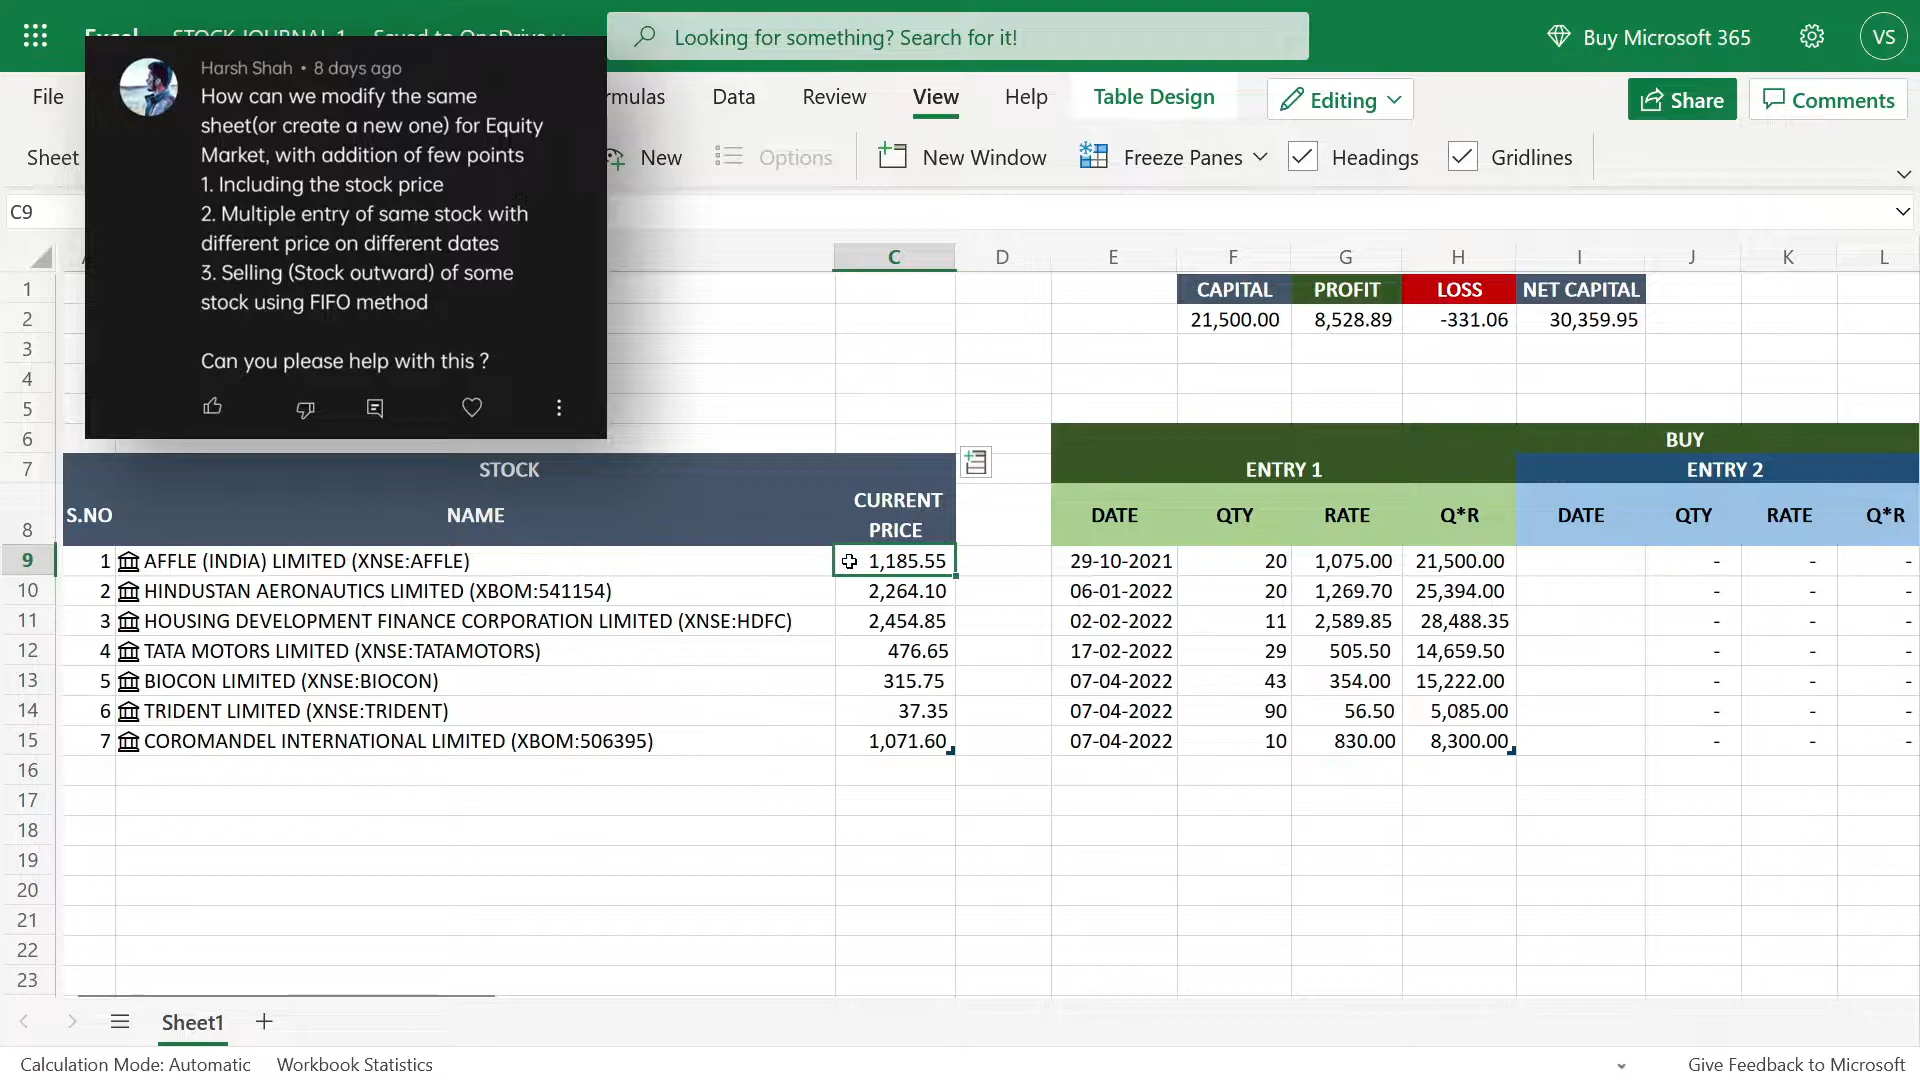 Looking for something? Search for it!
Buy Microsoft 365
VS
Harsh Shah • 8 days ago
How can we modify the same
sheet(or create a new one) for Equity
Market, with addition of few points
1. Including the stock price
2. Multiple entry of same stock with
different price on different dates
3. Selling (Stock outward) of some
stock using FIFO method
Can you please help with this ?
File
rmulas Data Review View Help Table Design Editing Share Comments
Sheet New Options New Window Freeze Panes Headings Gridlines
C9
C D E F G H I J K L
1 CAPITAL PROFIT LOSS NET CAPITAL
2 21,500.00 8,528.89 -331.06 30,359.95
3
4
5
6 BUY
7 STOCK ENTRY 1 ENTRY 2
8 S.NO NAME CURRENT PRICE DATE QTY RATE Q*R DATE QTY RATE Q*R
9 1 AFFLE (INDIA) LIMITED (XNSE:AFFLE) 1,185.55 29-10-2021 20 1,075.00 21,500.00 - - -
10 2 HINDUSTAN AERONAUTICS LIMITED (XBOM:541154) 2,264.10 06-01-2022 20 1,269.70 25,394.00 - - -
11 3 HOUSING DEVELOPMENT FINANCE CORPORATION LIMITED (XNSE:HDFC) 2,454.85 02-02-2022 11 2,589.85 28,488.35 - - -
12 4 TATA MOTORS LIMITED (XNSE:TATAMOTORS) 476.65 17-02-2022 29 505.50 14,659.50 - - -
13 5 BIOCON LIMITED (XNSE:BIOCON) 315.75 07-04-2022 43 354.00 15,222.00 - - -
14 6 TRIDENT LIMITED (XNSE:TRIDENT) 37.35 07-04-2022 90 56.50 5,085.00 - - -
15 7 COROMANDEL INTERNATIONAL LIMITED (XBOM:506395) 1,071.60 07-04-2022 10 830.00 8,300.00 - - -
16
17
18
19
20
21
22
23
Sheet1
Calculation Mode: Automatic Workbook Statistics Give Feedback to Microsoft